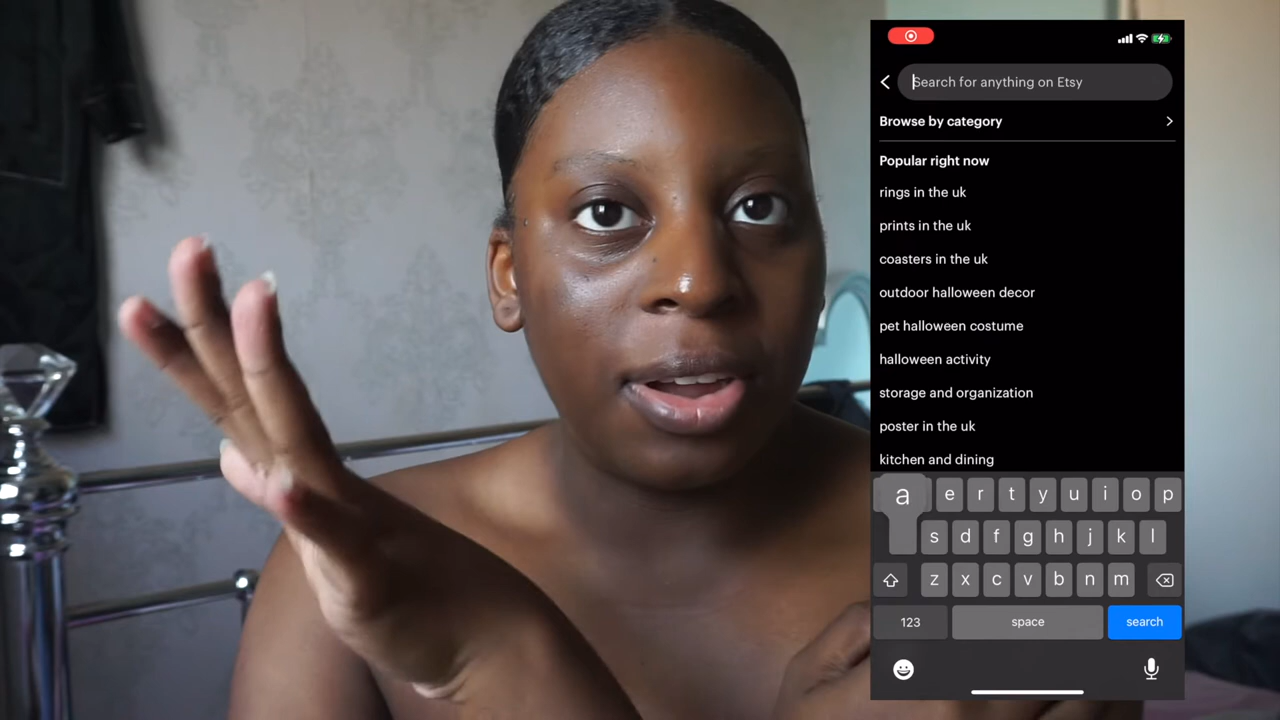 Search for anything on Etsy
Browse by category
Popular right now
rings in the uk
prints in the uk
coasters in the uk
outdoor halloween decor
pet halloween costume
halloween activity
storage and organization
poster in the uk
kitchen and dining
a e r t y u i o p
s d f g h j k l
z x c v b n m
123 space search